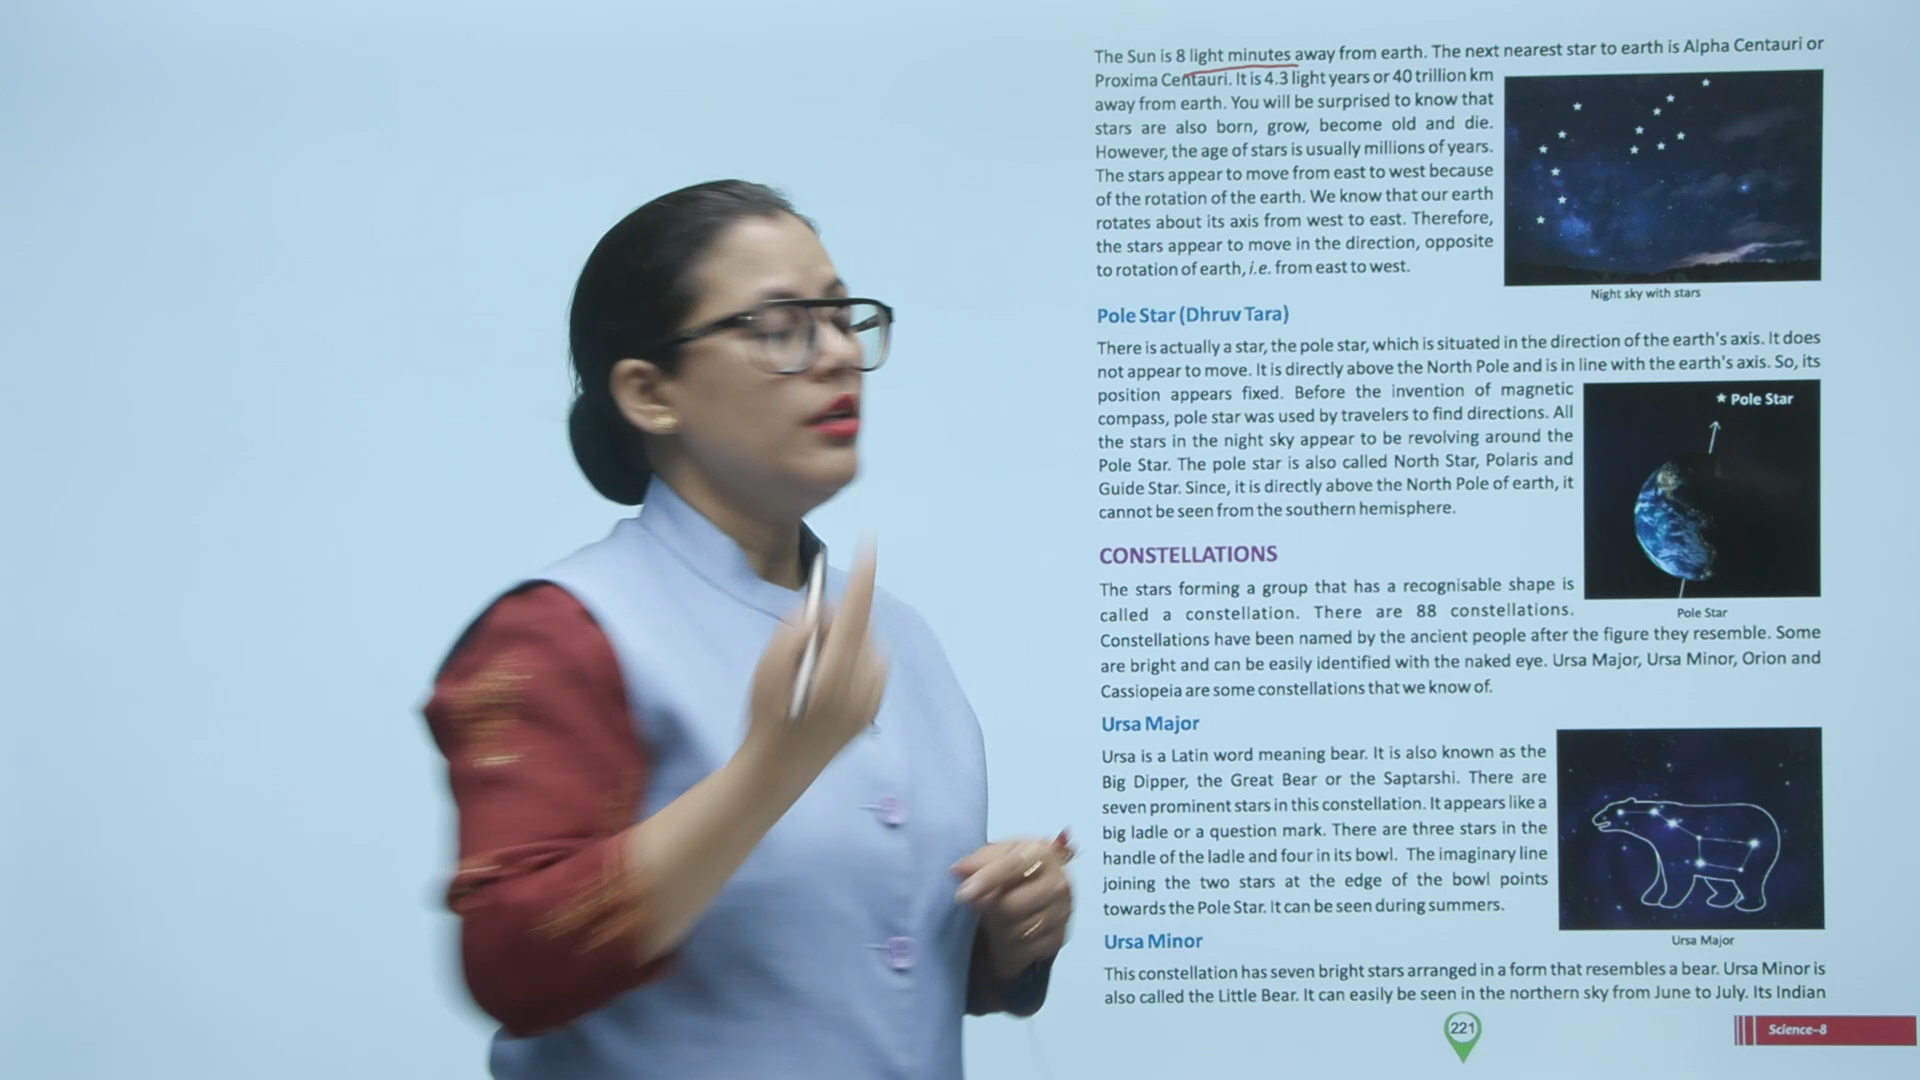 The Sun is 8 light minutes away from earth. The next nearest star to earth is Alpha Centauri or
Proxima Centauri. It is 4.3 light years or 40 trillion km
away from earth. You will be surprised to know that
stars are also born, grow, become old and die.
However, the age of stars is usually millions of years.
The stars appear to move from east to west because
of the rotation of the earth. We know that our earth
rotates about its axis from west to east. Therefore,
the stars appear to move in the direction, opposite
to rotation of earth, i.e. from east to west.
Night sky with stars
Pole Star (Dhruv Tara)
There is actually a star, the pole star, which is situated in the direction of the earth's axis. It does
not appear to move. It is directly above the North Pole and is in line with the earth's axis. So, its
position appears fixed. Before the invention of magnetic
compass, pole star was used by travelers to find directions. All
the stars in the night sky appear to be revolving around the
Pole Star. The pole star is also called North Star, Polaris and
Guide Star. Since, it is directly above the North Pole of earth, it
cannot be seen from the southern hemisphere.
Pole Star
Pole Star
CONSTELLATIONS
The stars forming a group that has a recognisable shape is
called a constellation. There are 88 constellations.
Constellations have been named by the ancient people after the figure they resemble. Some
are bright and can be easily identified with the naked eye. Ursa Major, Ursa Minor, Orion and
Cassiopeia are some constellations that we know of.
Ursa Major
Ursa is a Latin word meaning bear. It is also known as the
Big Dipper, the Great Bear or the Saptarshi. There are
seven prominent stars in this constellation. It appears like a
big ladle or a question mark. There are three stars in the
handle of the ladle and four in its bowl. The imaginary line
joining the two stars at the edge of the bowl points
towards the Pole Star. It can be seen during summers.
Ursa Major
Ursa Minor
This constellation has seven bright stars arranged in a form that resembles a bear. Ursa Minor is
also called the Little Bear. It can easily be seen in the northern sky from June to July. Its Indian
221
Science–8